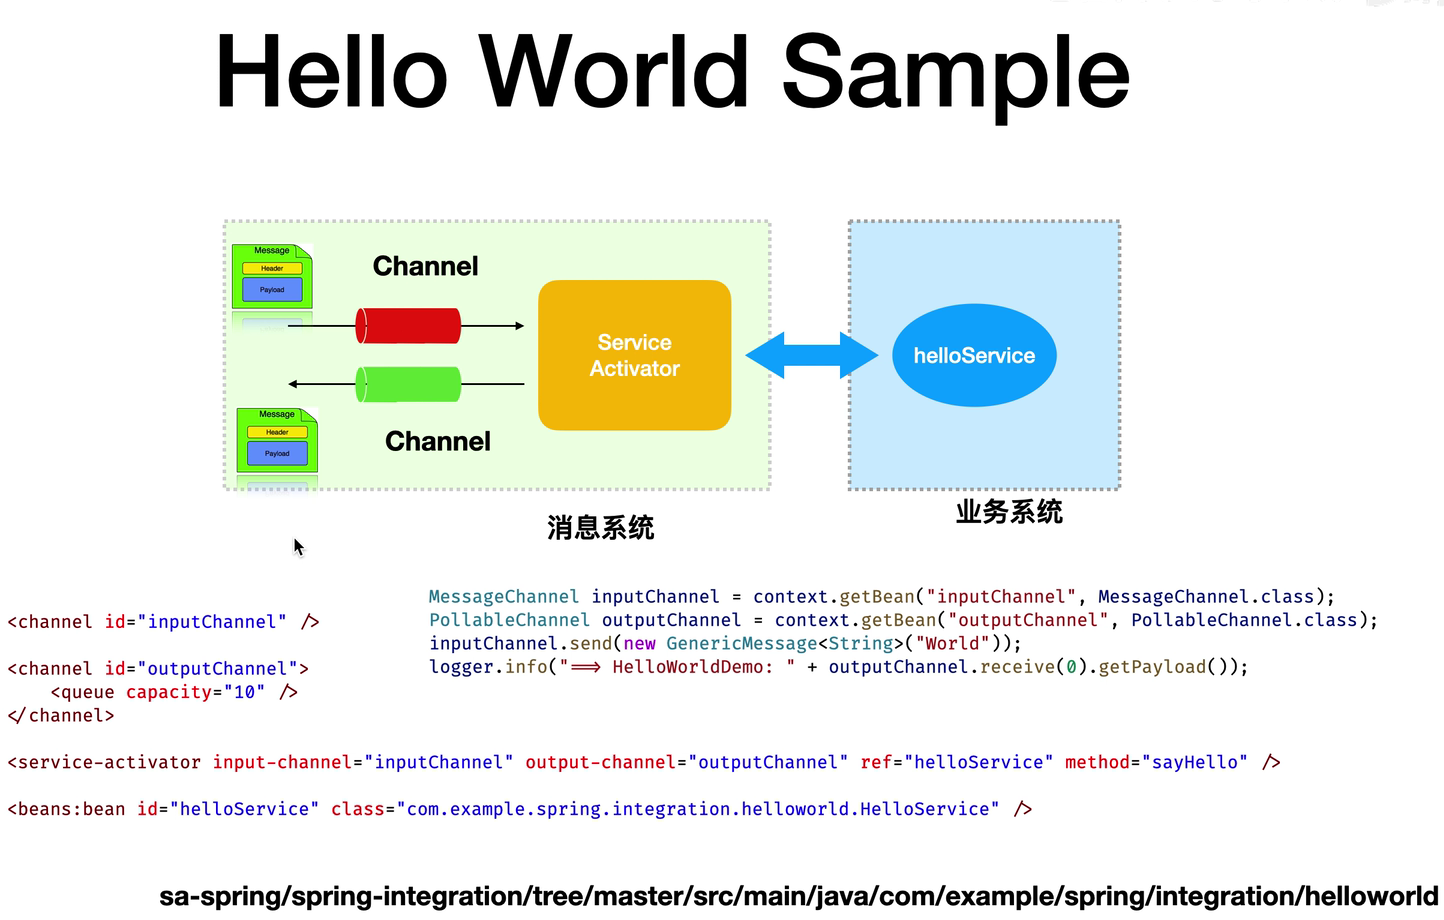 Hello World Sample
Message
Header
Payload
Channel
Service
Activator
helloService
Message
Header
Payload
Channel
消息系统
业务系统
<channel id="inputChannel" />
<channel id="outputChannel">
<queue capacity="10" />
</channel>
MessageChannel inputChannel = context.getBean("inputChannel", MessageChannel.class);
PollableChannel outputChannel = context.getBean("outputChannel", PollableChannel.class);
inputChannel.send(new GenericMessage<String>("World"));
logger.info("==> HelloWorldDemo: " + outputChannel.receive(0).getPayload());
<service-activator input-channel="inputChannel" output-channel="outputChannel" ref="helloService" method="sayHello" />
<beans:bean id="helloService" class="com.example.spring.integration.helloworld.HelloService" />
sa-spring/spring-integration/tree/master/src/main/java/com/example/spring/integration/helloworld